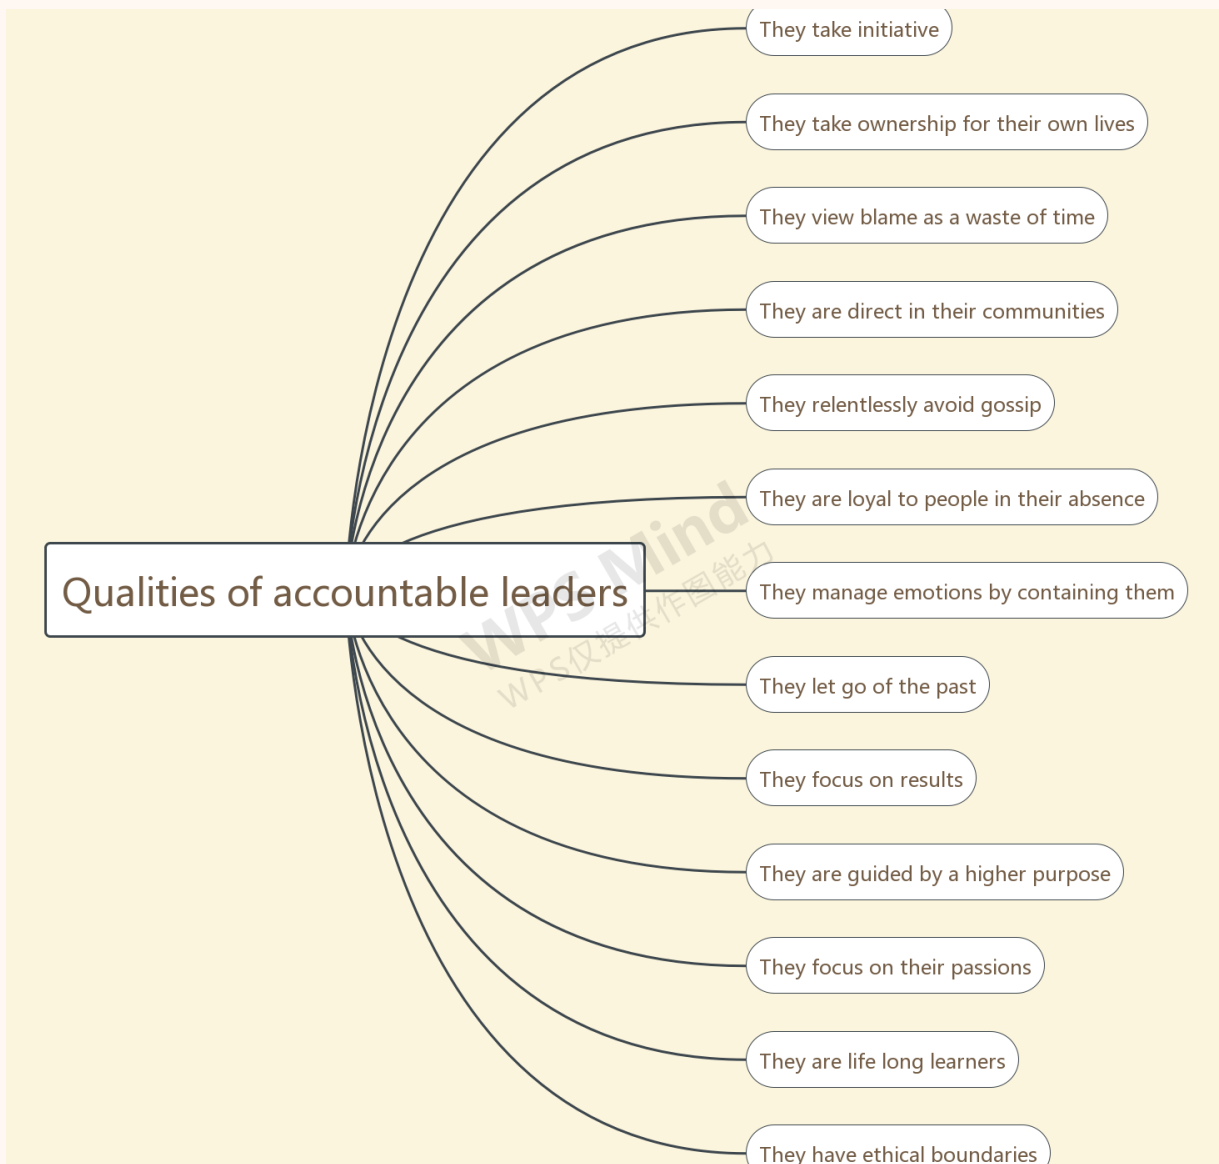 They take initiative
They take ownership for their own lives
They view blame as a waste of time
They are direct in their communities
They relentlessly avoid gossip
They are loyal to people in their absence
Qualities of accountable leaders
They manage emotions by containing them
They let go of the past
They focus on results
They are guided by a higher purpose
They focus on their passions
They are life long learners
They have ethical boundaries
WPS Mind
WPS仅提供作图能力